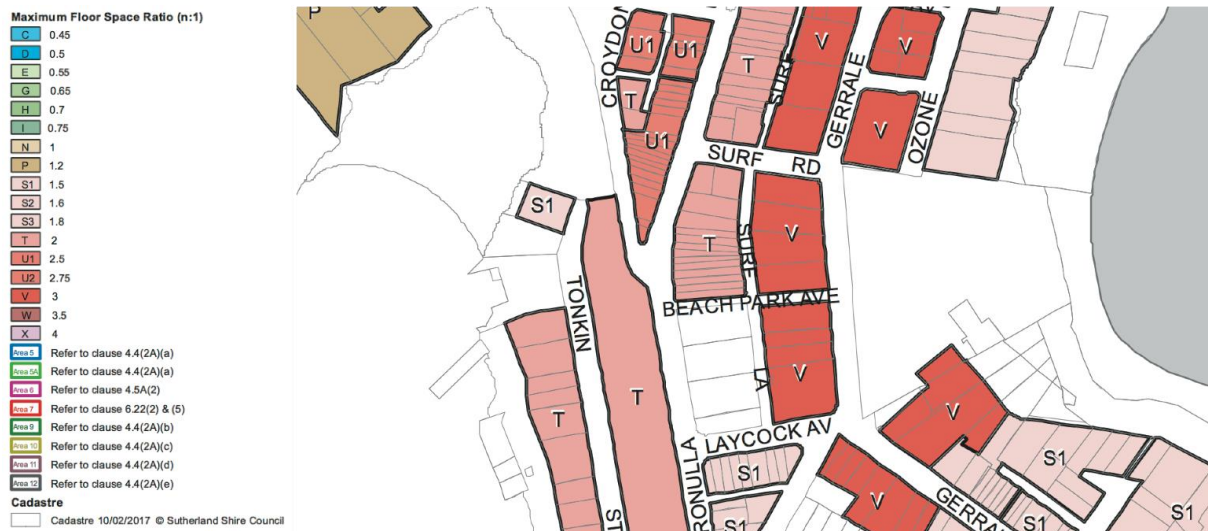 Maximum Floor Space Ratio (n:1)
C 0.45
D 0.5
E 0.55
G 0.65
H 0.7
I 0.75
N 1
P 1.2
S1 1.5
S2 1.6
S3 1.8
T 2
U1 2.5
U2 2.75
V 3
W 3.5
X 4
Area 5 Refer to clause 4.4(2A)(a)
Area 5A Refer to clause 4.4(2A)(a)
Area 6 Refer to clause 4.5A(2)
Area 7 Refer to clause 6.22(2) & (5)
Area 9 Refer to clause 4.4(2A)(b)
Area 10 Refer to clause 4.4(2A)(c)
Area 11 Refer to clause 4.4(2A)(d)
Area 12 Refer to clause 4.4(2A)(e)
Cadastre
Cadastre 10/02/2017 © Sutherland Shire Council
P
CROYDON
U1
U1
T
T
U1
SURF
V
GERRALE
V
V
OZONE
SURF RD
S1
T
SURF
V
TONKIN
BEACH PARK AVE
T
T
LA
V
V
LAYCOCK AV
RONULLA
S1
S1
V
GERRAL
S1
S1
S1
ST